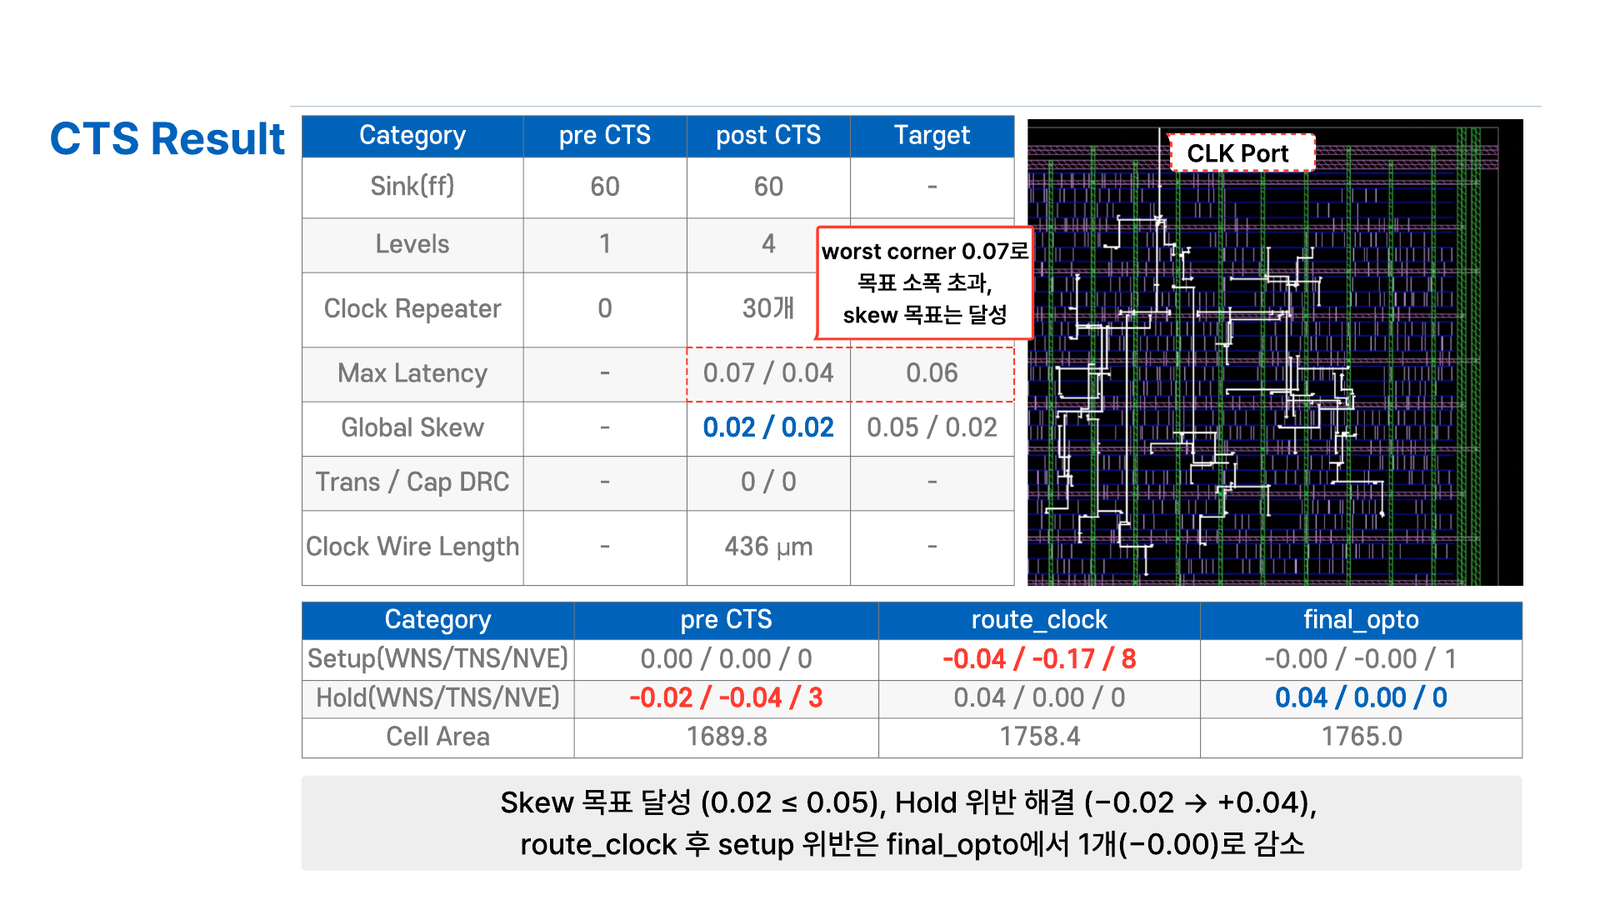 CTS Result
Category pre CTS post CTS Target
Sink(ff) 60 60 -
Levels 1 4
Clock Repeater 0 30개
worst corner 0.07로
목표 소폭 초과,
skew 목표는 달성
Max Latency - 0.07 / 0.04 0.06
Global Skew - 0.02 / 0.02 0.05 / 0.02
Trans / Cap DRC - 0 / 0 -
Clock Wire Length - 436 μm -
CLK Port
Category pre CTS route_clock final_opto
Setup(WNS/TNS/NVE) 0.00 / 0.00 / 0 -0.04 / -0.17 / 8 -0.00 / -0.00 / 1
Hold(WNS/TNS/NVE) -0.02 / -0.04 / 3 0.04 / 0.00 / 0 0.04 / 0.00 / 0
Cell Area 1689.8 1758.4 1765.0
Skew 목표 달성 (0.02 ≤ 0.05), Hold 위반 해결 (−0.02 → +0.04),
route_clock 후 setup 위반은 final_opto에서 1개(−0.00)로 감소